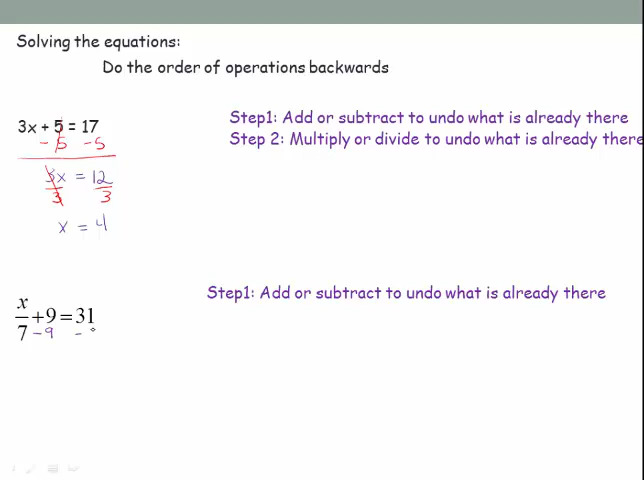 Solving the equations:
Do the order of operations backwards
3x + 5 = 17
- 5 - 5
3x = 12
3 3
x = 4
Step1: Add or subtract to undo what is already there
Step 2: Multiply or divide to undo what is already there
x/7 + 9 = 31
- 9 -
Step1: Add or subtract to undo what is already there